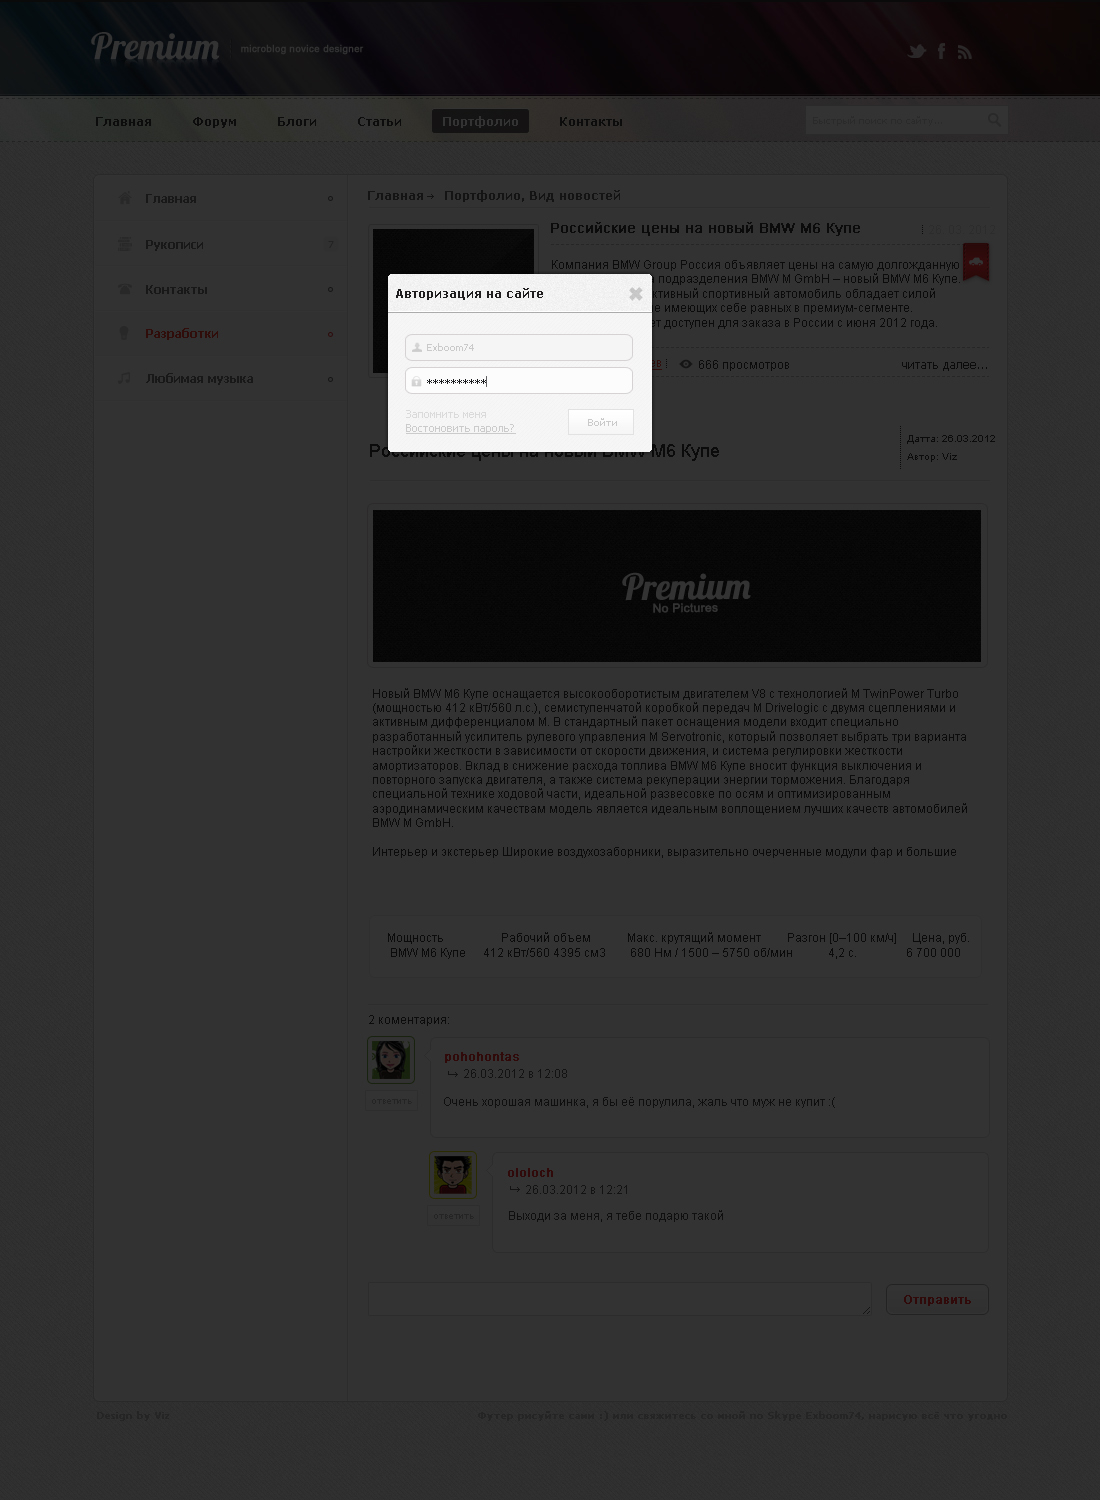 Premium
microblog novice designer
Главная Форум Блоги Статьи Портфолио Контакты
Быстрый поиск по сайту...
Главная
Рукописи
7
Контакты
Разработки
Любимая музыка
Главная → Портфолио, Вид новостей
Российские цены на новый BMW M6 Купе
26.03.2012
Компания BMW Group Россия объявляет цены на самую долгожданную
подразделения BMW M GmbH – новый BMW M6 Купе.
ктивный спортивный автомобиль обладает силой
е имеющих себе равных в премиум-сегменте.
ет доступен для заказа в России с июня 2012 года.
666 просмотров
читать далее...
Авторизация на сайте
Exboom74
**********
Запомнить меня
Востоновить пароль?
Войти
Российские цены на новый BMW M6 Купе
Датта: 26.03.2012
Автор: Viz
Premium
No Pictures
Новый BMW M6 Купе оснащается высокооборотистым двигателем V8 с технологией M TwinPower Turbo
(мощностью 412 кВт/560 л.с.), семиступенчатой коробкой передач M Drivelogic с двумя сцеплениями и
активным дифференциалом M. В стандартный пакет оснащения модели входит специально
разработанный усилитель рулевого управления M Servotronic, который позволяет выбрать три варианта
настройки жесткости в зависимости от скорости движения, и система регулировки жесткости
амортизаторов. Вклад в снижение расхода топлива BMW M6 Купе вносит функция выключения и
повторного запуска двигателя, а также система рекуперации энергии торможения. Благодаря
специальной технике ходовой части, идеальной развесовке по осям и оптимизированным
аэродинамическим качествам модель является идеальным воплощением лучших качеств автомобилей
BMW M GmbH.
Интерьер и экстерьер Широкие воздухозаборники, выразительно очерченные модули фар и большие
Мощность Рабочий объем Макс. крутящий момент Разгон [0–100 км/ч] Цена, руб.
BMW M6 Купе 412 кВт/560 4395 см3 680 Нм / 1500 – 5750 об/мин 4,2 с. 6 700 000
2 коментария:
pohohontas
26.03.2012 в 12:08
ответить
Очень хорошая машинка, я бы её порулила, жаль что муж не купит :(
ololoch
26.03.2012 в 12:21
ответить
Выходи за меня, я тебе подарю такой
Отправить
Design by Viz
Футер рисуйте сами :) или свяжитесь со мной по Skype Exboom74, нарисую всё что угодно